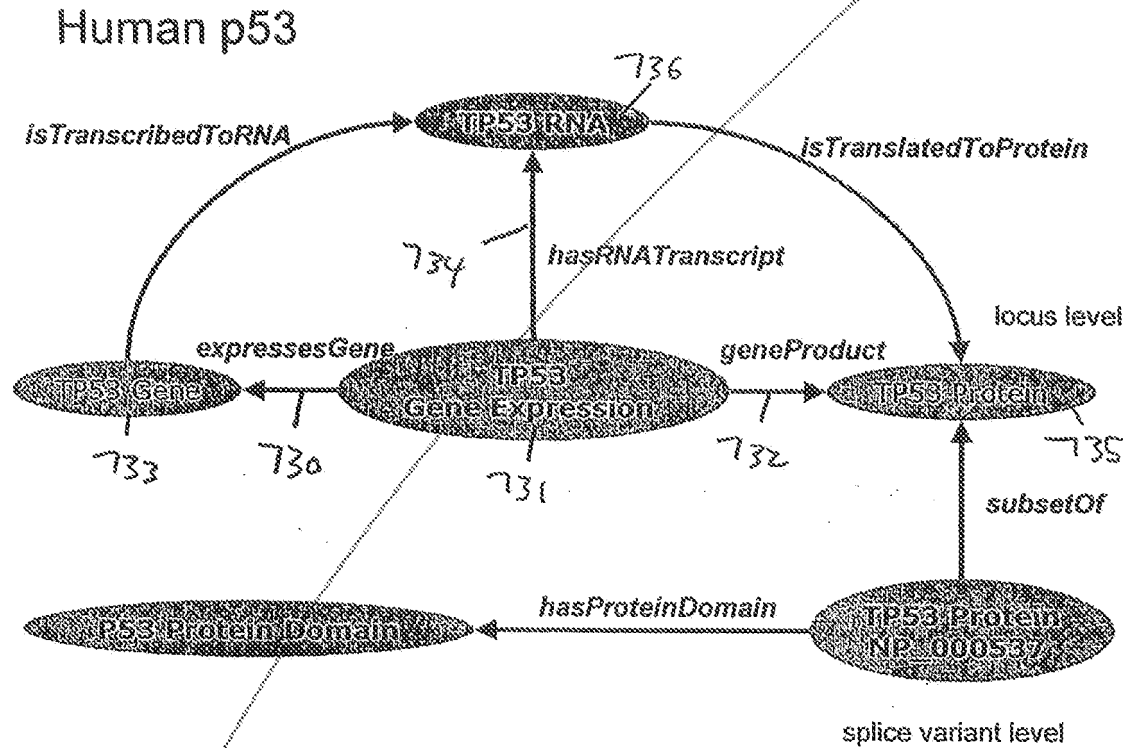 Human p53
736
TP53 RNA
isTranscribedToRNA
isTranslatedToProtein
734
hasRNATranscript
locus level
expressesGene
geneProduct
TP53 Gene
TP53
Gene Expression
TP53 Protein
733
730
731
732
735
subsetOf
hasProteinDomain
P53 Protein Domain
TP53 Protein
NP_000537
splice variant level